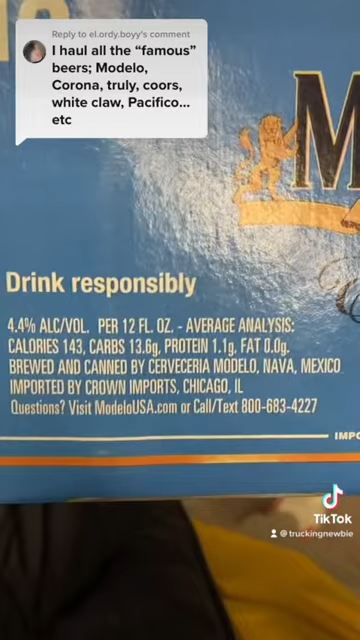 Reply to el.ordy.boyy's comment
I haul all the “famous”
beers; Modelo,
Corona, truly, coors,
white claw, Pacifico...
etc
M
Drink responsibly
4.4% ALC/VOL. PER 12 FL. OZ. - AVERAGE ANALYSIS:
CALORIES 143, CARBS 13.6g, PROTEIN 1.1g, FAT 0.0g.
BREWED AND CANNED BY CERVECERIA MODELO, NAVA, MEXICO
IMPORTED BY CROWN IMPORTS, CHICAGO, IL
Questions? Visit ModeloUSA.com or Call/Text 800-683-4227
IMPO
TikTok
@truckingnewbie